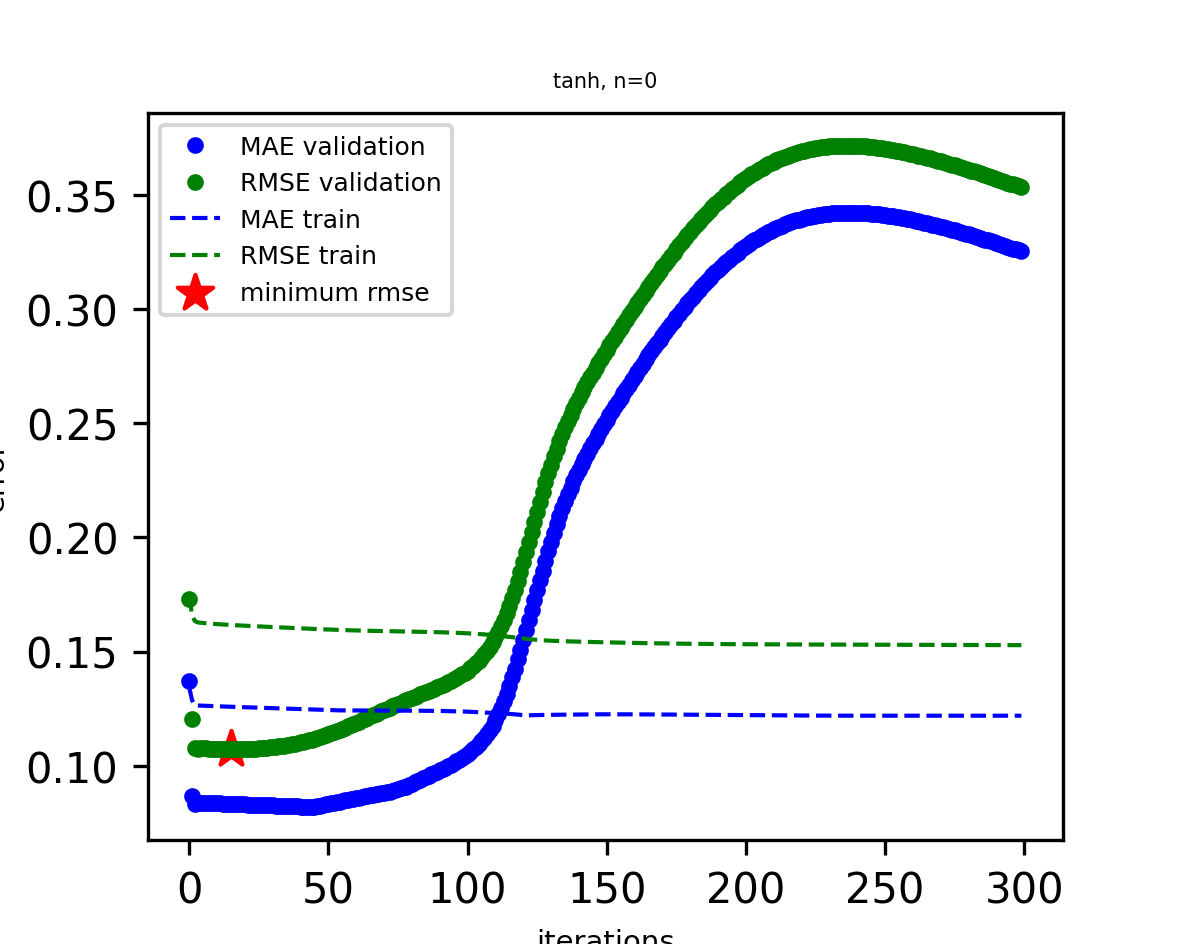 tanh, n=0
MAE validation
RMSE validation
MAE train
RMSE train
minimum rmse
0.35
0.30
0.25
0.20
0.15
0.10
0 50 100 150 200 250 300
iterations